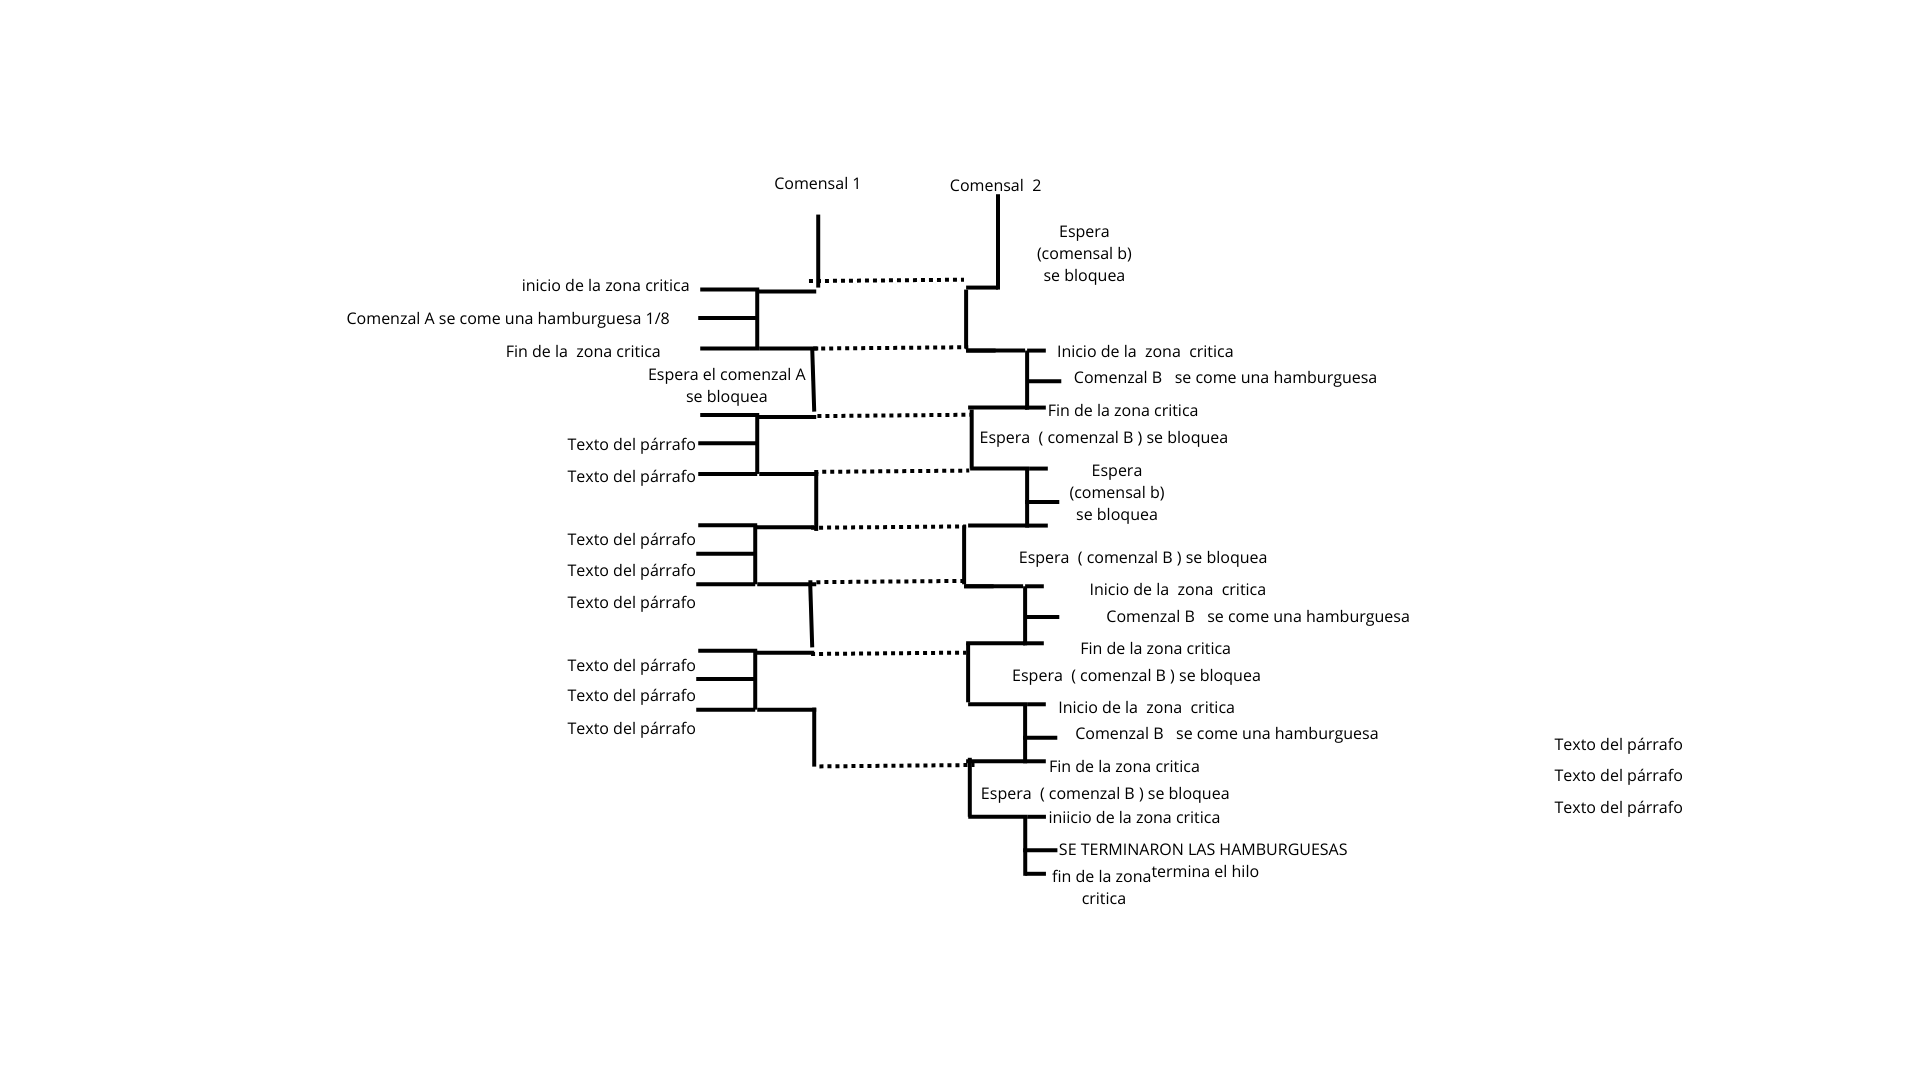 Comensal 1
Comensal 2
Espera
(comensal b)
se bloquea
inicio de la zona critica
Comenzal A se come una hamburguesa 1/8
Fin de la zona critica
Inicio de la zona critica
Espera el comenzal A
se bloquea
Comenzal B se come una hamburguesa
Fin de la zona critica
Espera ( comenzal B ) se bloquea
Texto del párrafo
Texto del párrafo
Espera
(comensal b)
se bloquea
Texto del párrafo
Espera ( comenzal B ) se bloquea
Texto del párrafo
Inicio de la zona critica
Texto del párrafo
Comenzal B se come una hamburguesa
Fin de la zona critica
Texto del párrafo
Espera ( comenzal B ) se bloquea
Texto del párrafo
Inicio de la zona critica
Texto del párrafo
Comenzal B se come una hamburguesa
Texto del párrafo
Fin de la zona critica
Texto del párrafo
Espera ( comenzal B ) se bloquea
Texto del párrafo
iniicio de la zona critica
SE TERMINARON LAS HAMBURGUESAS
termina el hilo
fin de la zona
critica